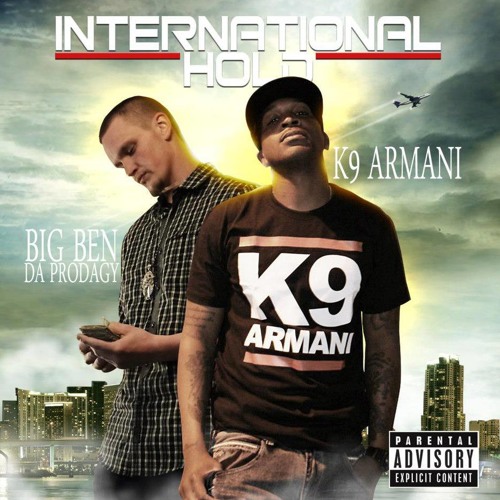 INTERNATIONAL
HOLD
K9 ARMANI
BIG BEN
DA PRODAGY
K9
ARMANI
PARENTAL
ADVISORY
EXPLICIT CONTENT